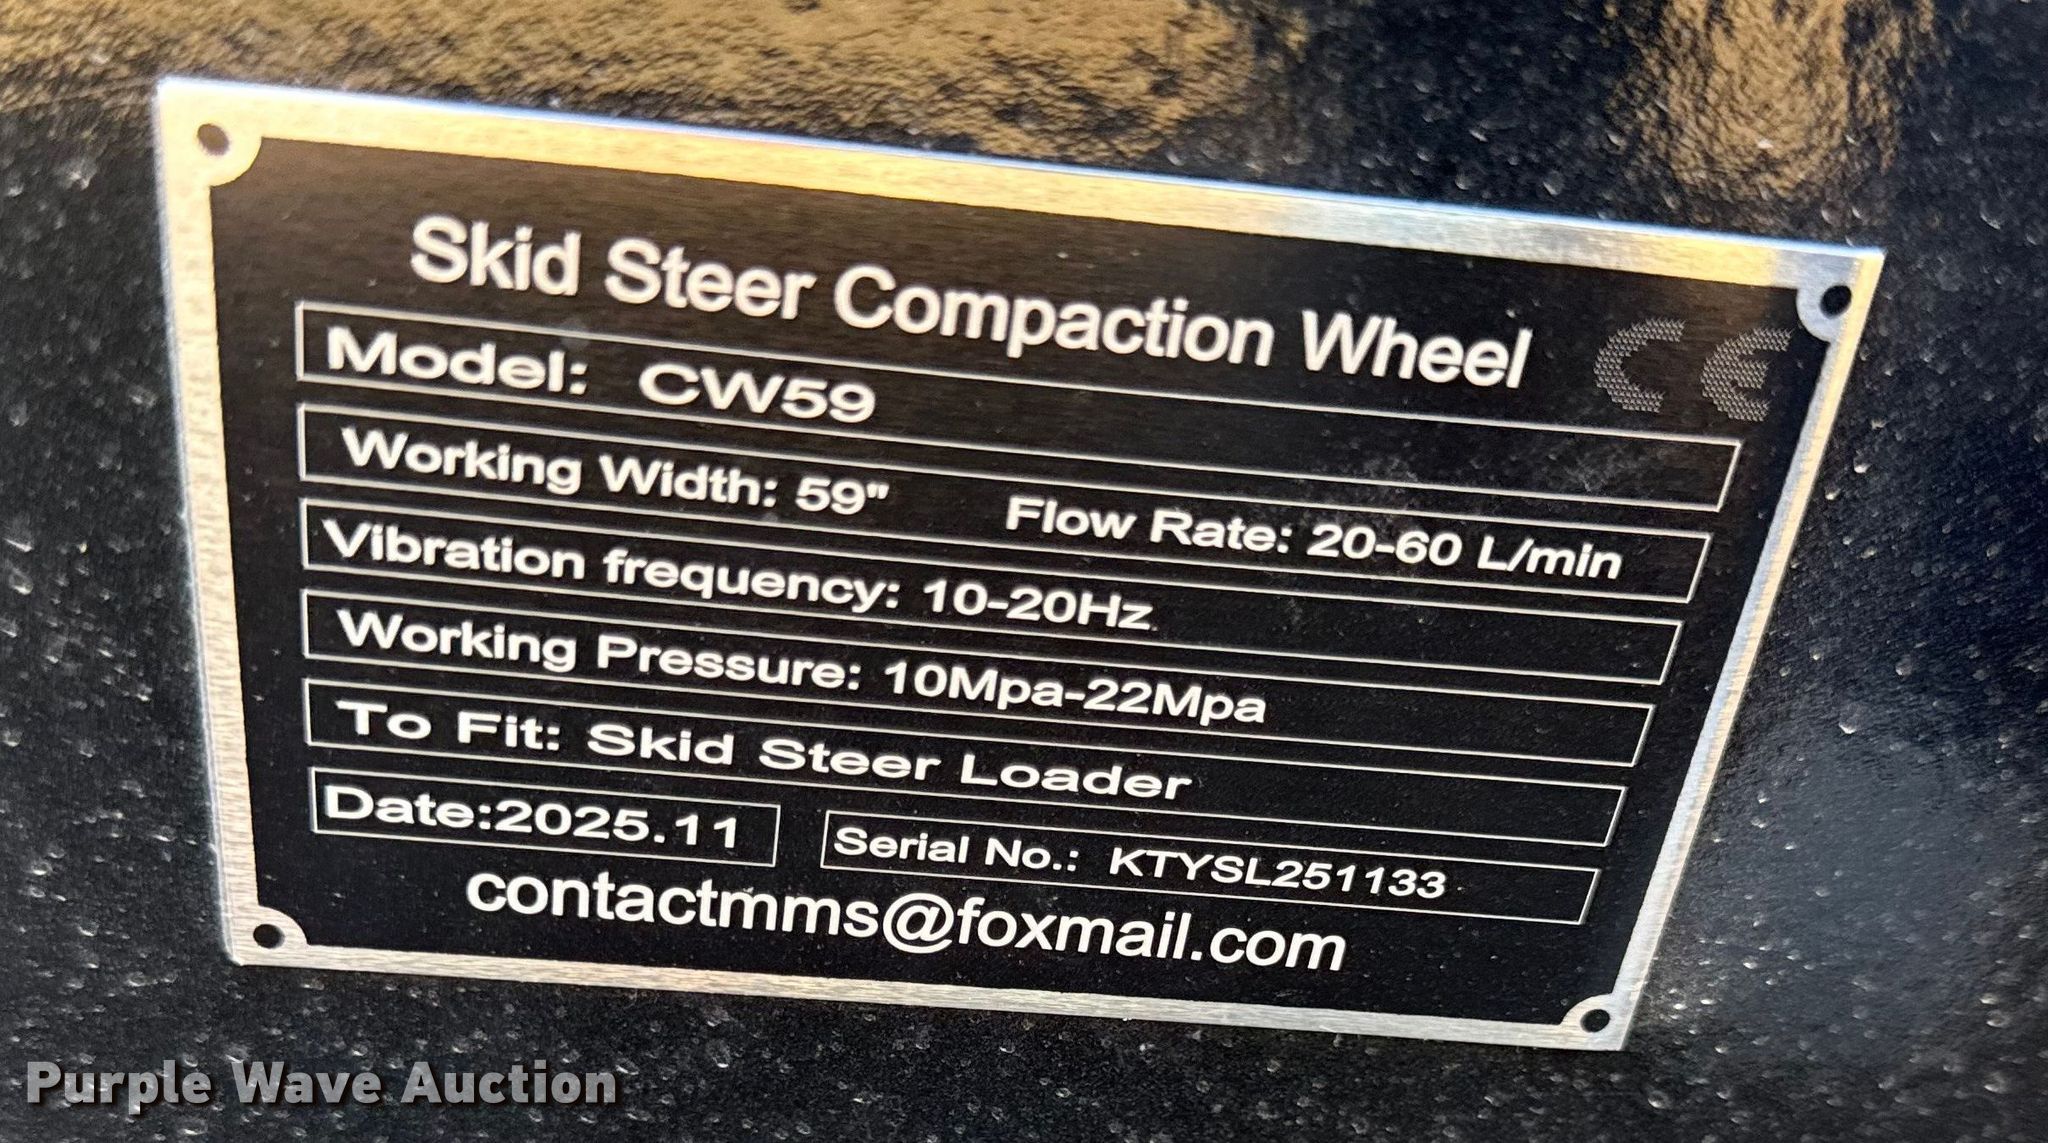 Skid Steer Compaction Wheel
CE
Model: CW59
Working Width: 59" Flow Rate: 20-60 L/min
Vibration frequency: 10-20Hz
Working Pressure: 10Mpa-22Mpa
To Fit: Skid Steer Loader
Date:2025.11 Serial No.: KTYSL251133
contactmms@foxmail.com
Purple Wave Auction